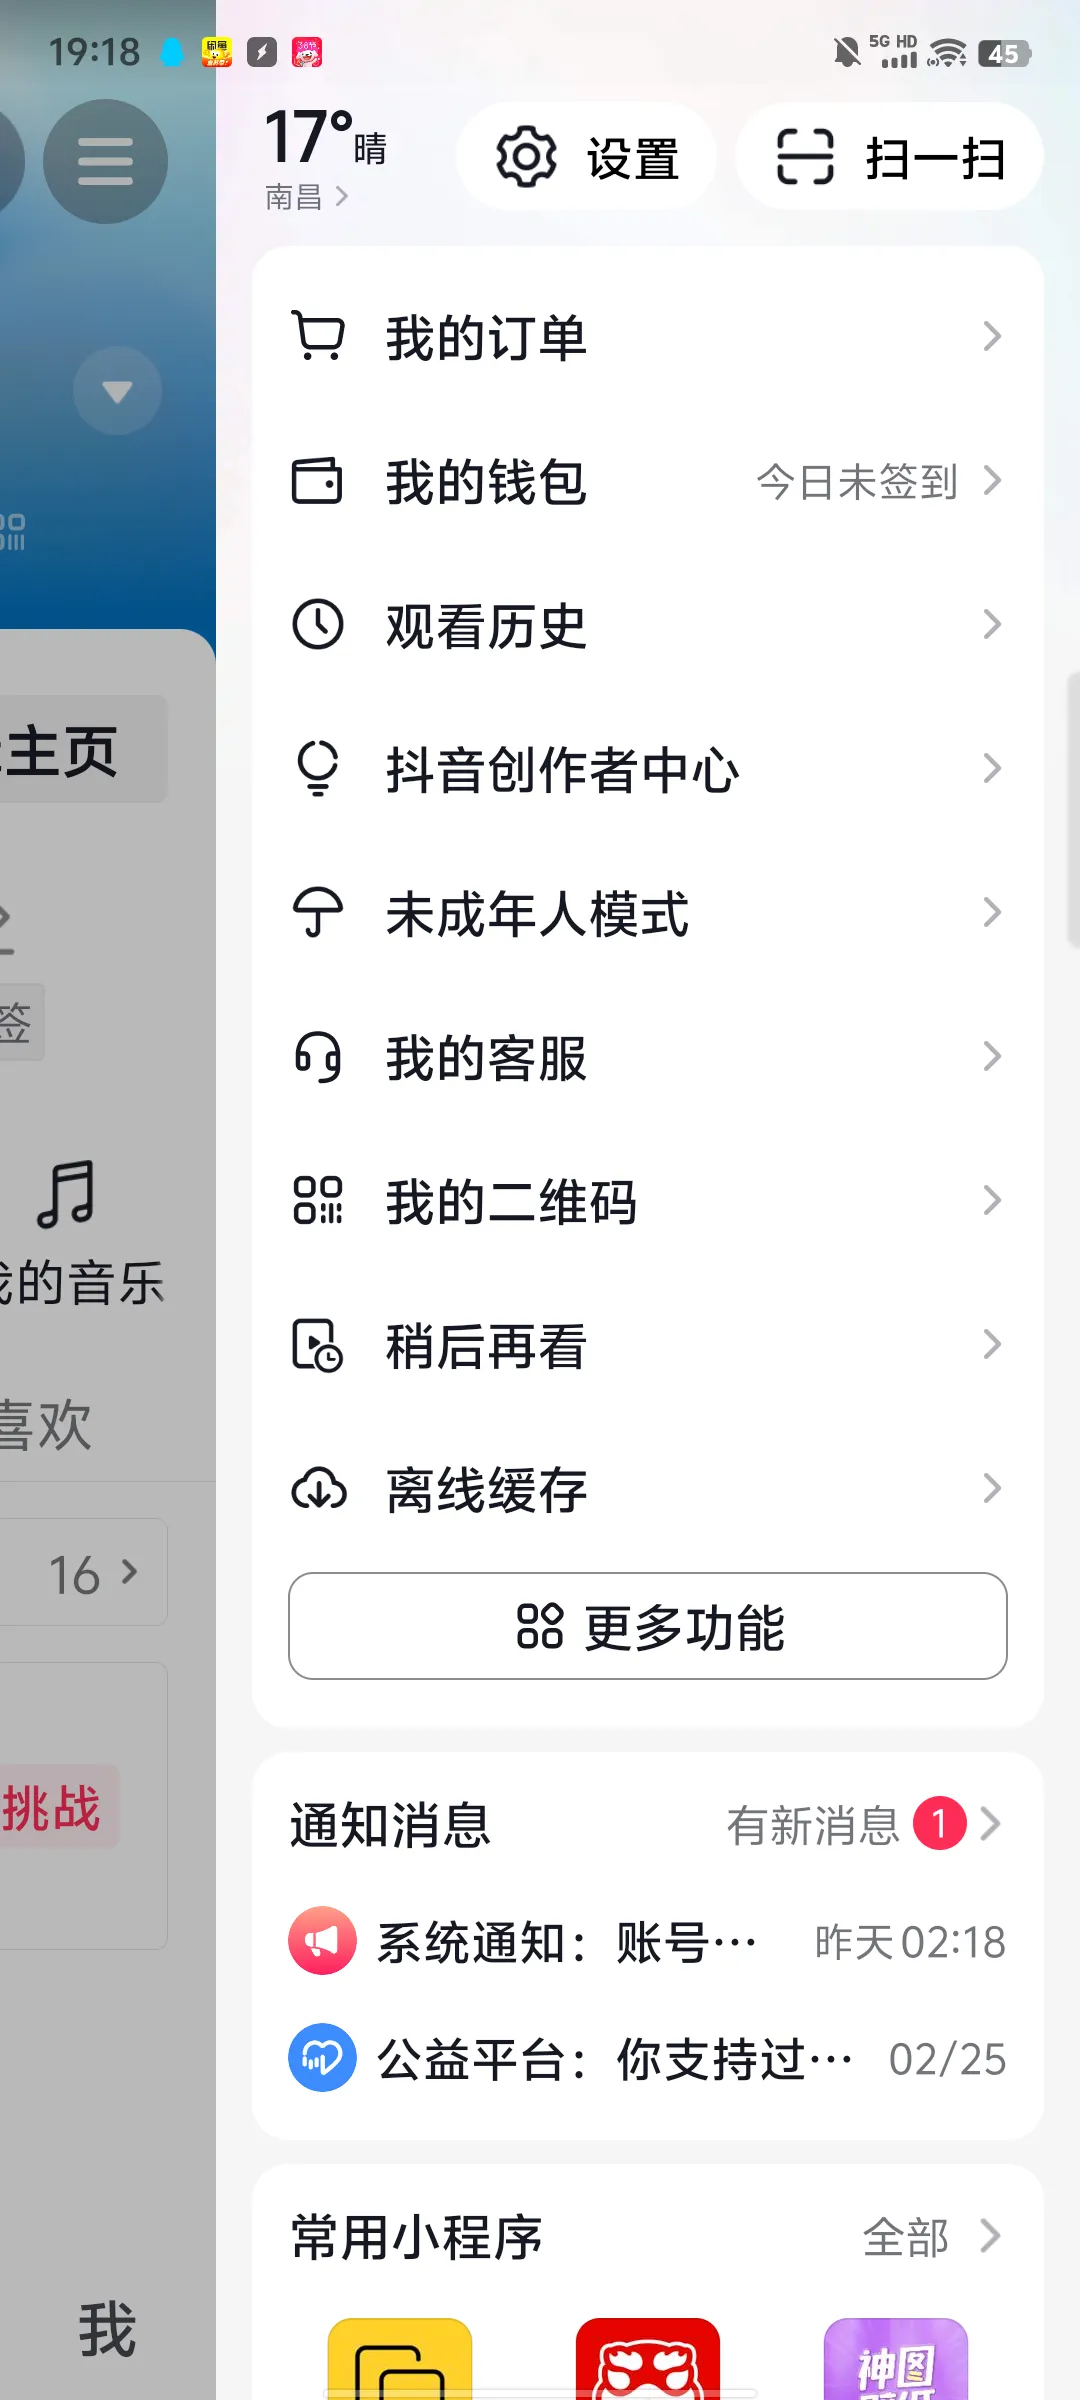 19:18
5G HD
45
17°晴
南昌
设置
扫一扫
我的订单
我的钱包
今日未签到
观看历史
抖音创作者中心
未成年人模式
我的客服
我的二维码
稍后再看
离线缓存
更多功能
主页
签
的音乐
喜欢
16
挑战
我
通知消息
有新消息
1
系统通知：账号…
昨天02:18
公益平台：你支持过…
02/25
常用小程序
全部
神图